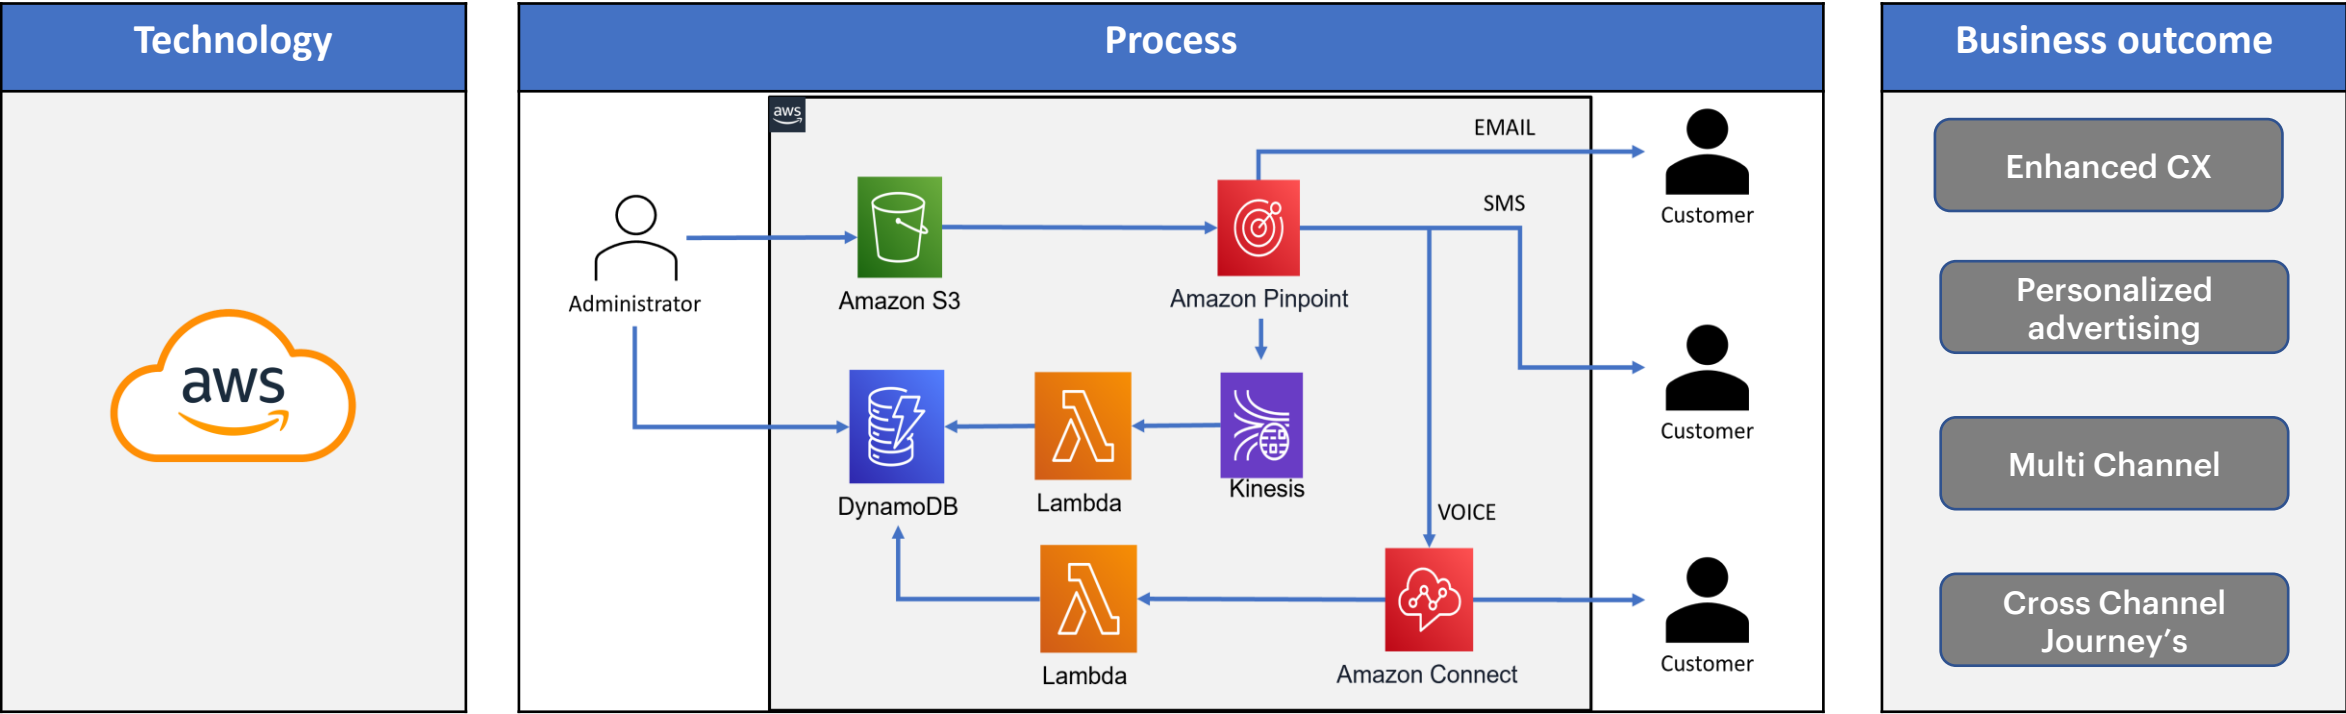 Technology
aws
Process
aws
Administrator
Amazon S3
Amazon Pinpoint
EMAIL
SMS
Customer
DynamoDB
Lambda
Kinesis
Customer
VOICE
Lambda
Amazon Connect
Customer
Business outcome
Enhanced CX
Personalized
advertising
Multi Channel
Cross Channel
Journey’s